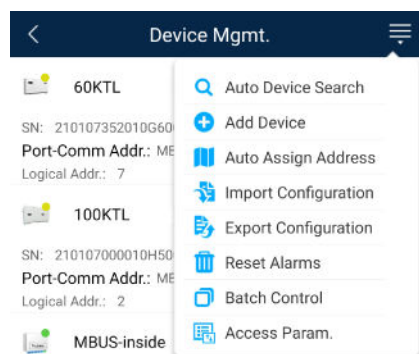 Device Mgmt.
60KTL
SN: 210107352010G60
Port-Comm Addr.: ME
Logical Addr.: 7
100KTL
SN: 210107000010H50
Port-Comm Addr.: ME
Logical Addr.: 2
MBUS-inside
Auto Device Search
Add Device
Auto Assign Address
Import Configuration
Export Configuration
Reset Alarms
Batch Control
Access Param.